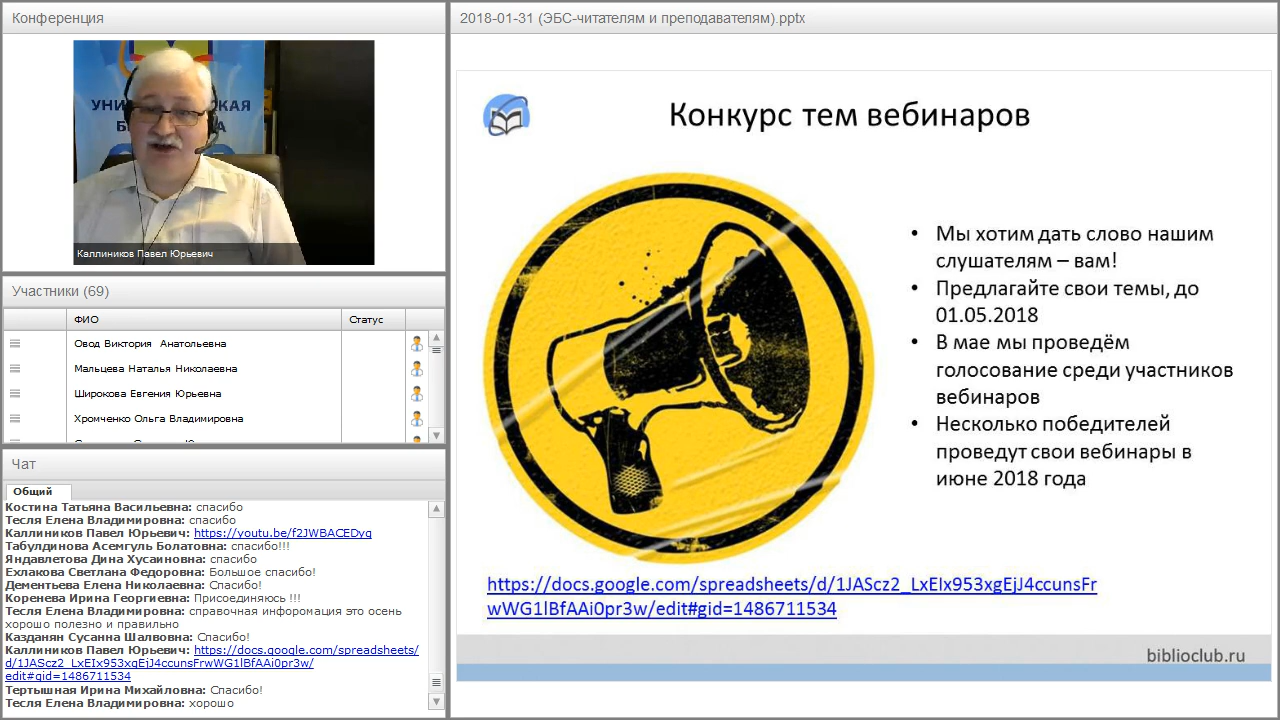 Конференция
УНИ
СКАЯ
Б
А
Каллиников Павел Юрьевич
Участники (69)
ФИО
Статус
Овод Виктория Анатольевна
Мальцева Наталья Николаевна
Широкова Евгения Юрьевна
Хромченко Ольга Владимировна
Чат
Общий
Костина Татьяна Васильевна: спасибо
Тесля Елена Владимировна: спасибо
Каллиников Павел Юрьевич: https://youtu.be/f2JWBACEDyq
Табулдинова Асемгуль Болатовна: спасибо!!!
Яндавлетова Дина Хусаиновна: спасибо
Ехлакова Светлана Федоровна: Большое спасибо!
Дементьева Елена Николаевна: Спасибо!
Коренева Ирина Георгиевна: Присоединяюсь !!!
Тесля Елена Владимировна: справочная информомация это осень
хорошо полезно и правильно
Казданян Сусанна Шалвовна: Спасибо!
Каллиников Павел Юрьевич: https://docs.google.com/spreadsheets/
d/1JAScz2_LxEIx953xgEjJ4ccunsFrwWG1lBfAAi0pr3w/
edit#gid=1486711534
Тертышная Ирина Михайловна: Спасибо!
Тесля Елена Владимировна: хорошо
2018-01-31 (ЭБС-читателям и преподавателям).pptx
Конкурс тем вебинаров
• Мы хотим дать слово нашим
слушателям – вам!
• Предлагайте свои темы, до
01.05.2018
• В мае мы проведём
голосование среди участников
вебинаров
• Несколько победителей
проведут свои вебинары в
июне 2018 года
https://docs.google.com/spreadsheets/d/1JAScz2_LxEIx953xgEjJ4ccunsFr
wWG1lBfAAi0pr3w/edit#gid=1486711534
biblioclub.ru